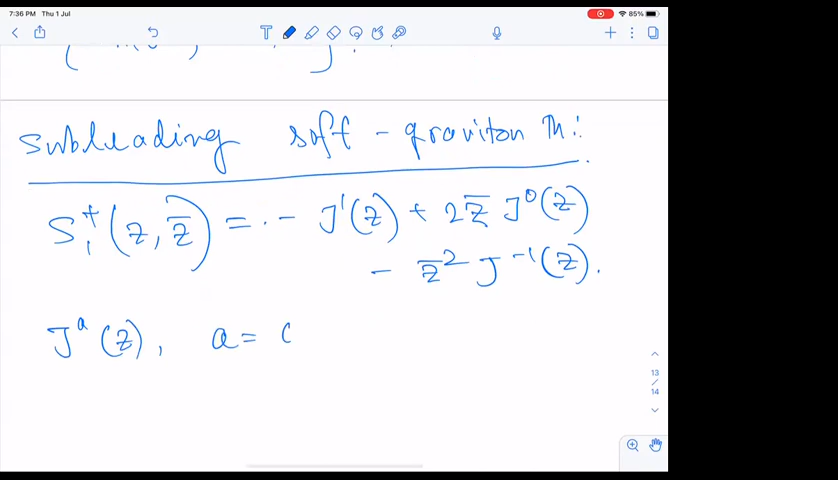 7:36 PM Thu 1 Jul
85%
Subleading soft-graviton Th:
S₁⁺(z, z̄) = - J¹(z) + 2z̄ J⁰(z)
- z̄² J⁻¹(z).
Jᵃ(z), a = 0
13
/
14